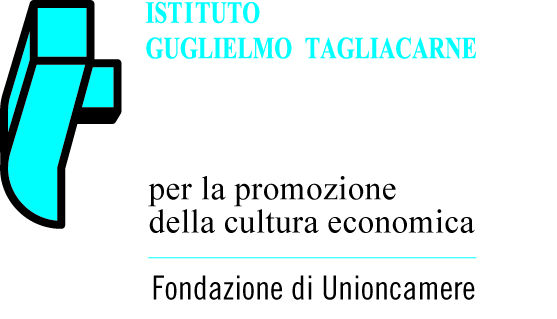 ISTITUTO
GUGLIELMO TAGLIACARNE
per la promozione
della cultura economica
Fondazione di Unioncamere